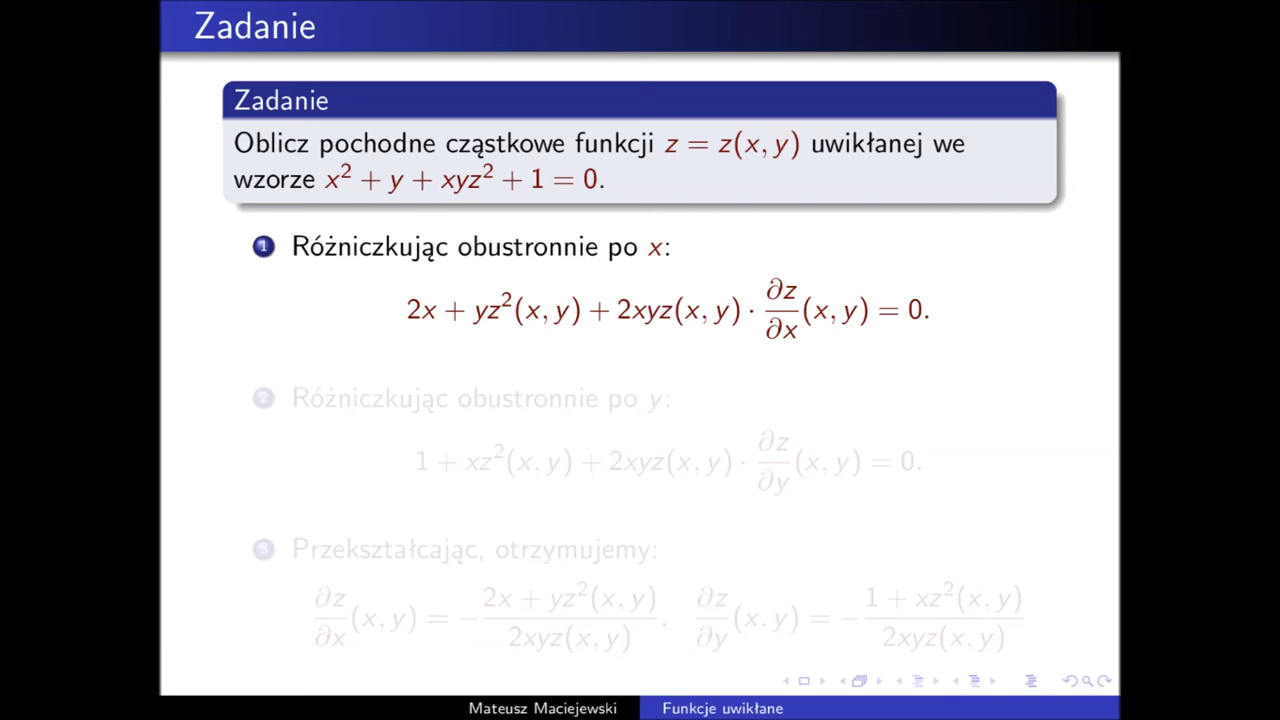 Zadanie
Zadanie
Oblicz pochodne cząstkowe funkcji z = z(x, y) uwikłanej we
wzorze x² + y + xyz² + 1 = 0.
1 Różniczkując obustronnie po x:
2x + yz²(x, y) + 2xyz(x, y) · ∂z/∂x (x, y) = 0.
2 Różniczkując obustronnie po y:
1 + xz²(x, y) + 2xyz(x, y) · ∂z/∂y (x, y) = 0.
3 Przekształcając, otrzymujemy:
∂z/∂x (x, y) = − (2x + yz²(x, y))/(2xyz(x, y)), ∂z/∂y (x, y) = − (1 + xz²(x, y))/(2xyz(x, y))
Mateusz Maciejewski Funkcje uwikłane